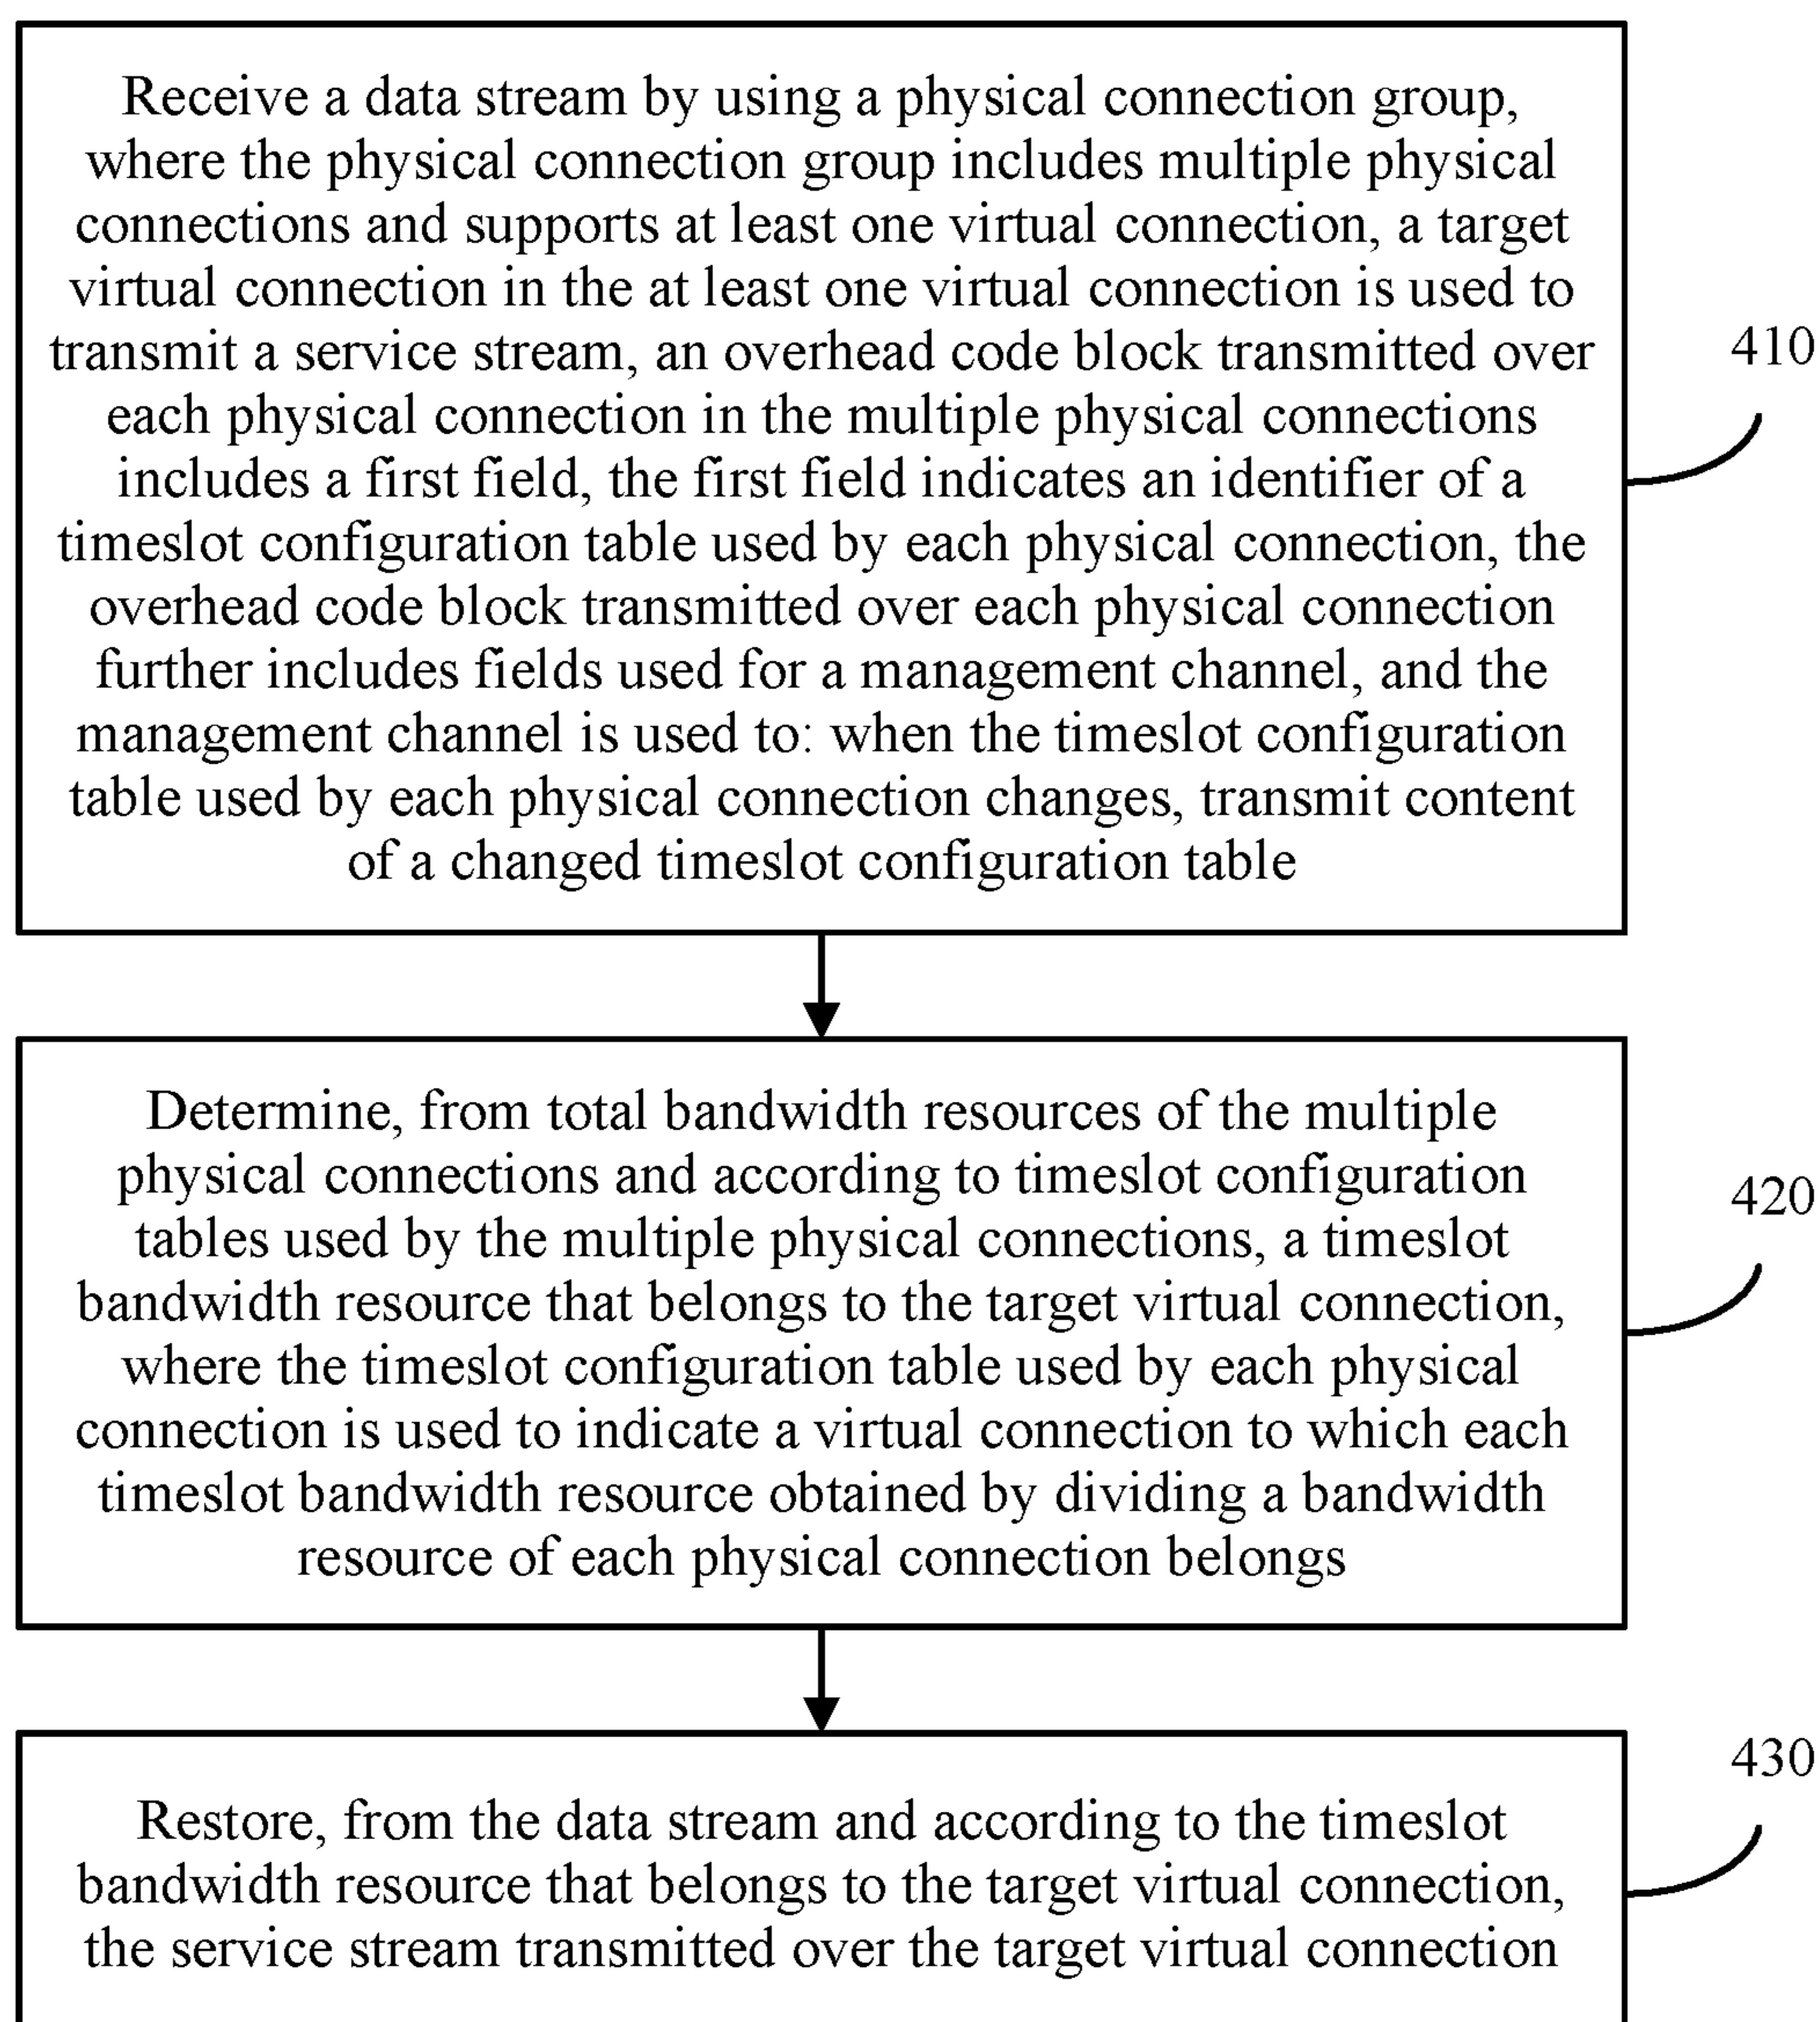 Receive a data stream by using a physical connection group,
where the physical connection group includes multiple physical
connections and supports at least one virtual connection, a target
virtual connection in the at least one virtual connection is used to
transmit a service stream, an overhead code block transmitted over
each physical connection in the multiple physical connections
includes a first field, the first field indicates an identifier of a
timeslot configuration table used by each physical connection, the
overhead code block transmitted over each physical connection
further includes fields used for a management channel, and the
management channel is used to: when the timeslot configuration
table used by each physical connection changes, transmit content
of a changed timeslot configuration table
410
Determine, from total bandwidth resources of the multiple
physical connections and according to timeslot configuration
tables used by the multiple physical connections, a timeslot
bandwidth resource that belongs to the target virtual connection,
where the timeslot configuration table used by each physical
connection is used to indicate a virtual connection to which each
timeslot bandwidth resource obtained by dividing a bandwidth
resource of each physical connection belongs
420
Restore, from the data stream and according to the timeslot
bandwidth resource that belongs to the target virtual connection,
the service stream transmitted over the target virtual connection
430